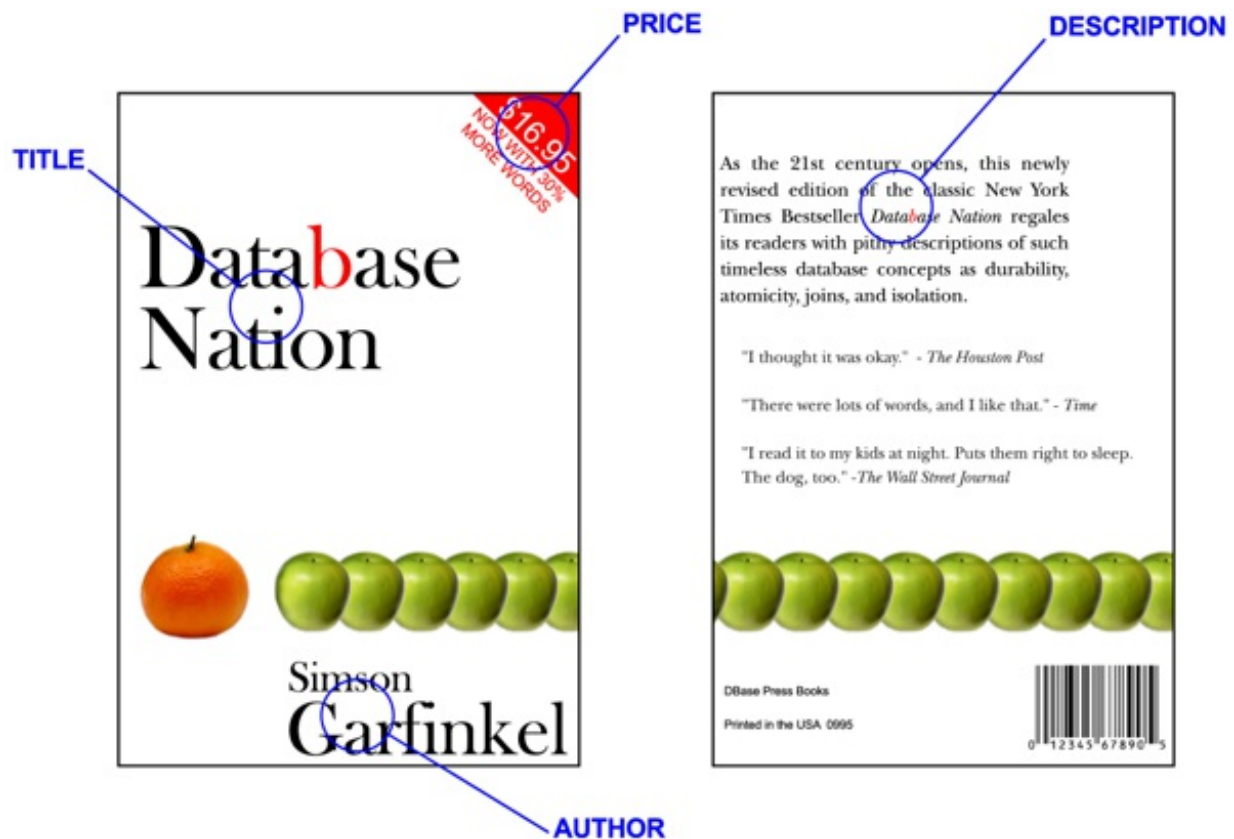 PRICE
DESCRIPTION
TITLE
$16.95
NOW WITH 30%
MORE WORDS
Database
Nation
Simson
Garfinkel
AUTHOR
As the 21st century opens, this newly
revised edition of the classic New York
Times Bestseller Database Nation regales
its readers with pithy descriptions of such
timeless database concepts as durability,
atomicity, joins, and isolation.
"I thought it was okay." - The Houston Post
"There were lots of words, and I like that." - Time
"I read it to my kids at night. Puts them right to sleep.
The dog, too." -The Wall Street Journal
DBase Press Books
Printed in the USA 0995
0 12345 67890 5